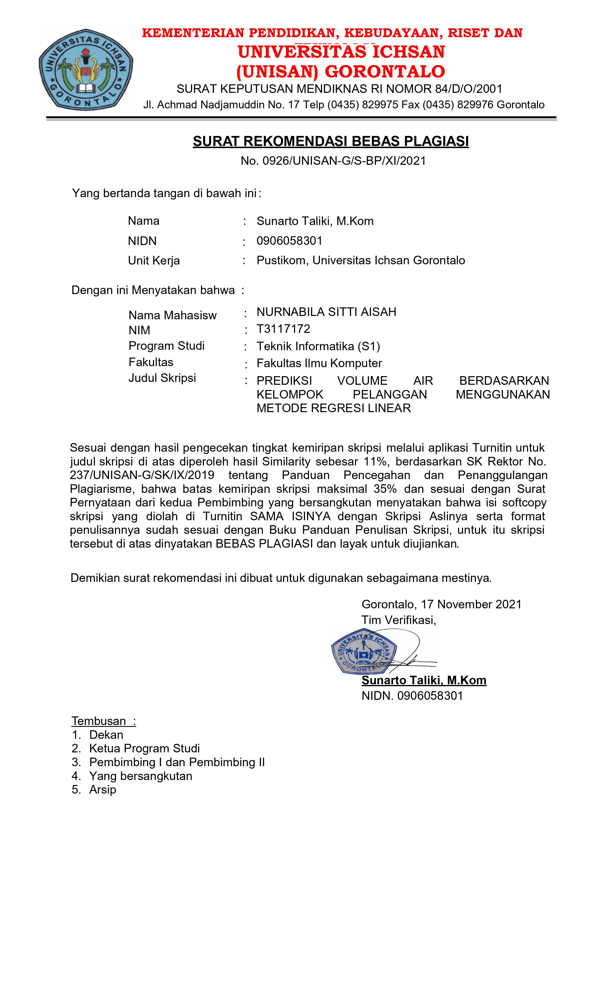 UNIVERSITAS ICHSAN
GORONTALO
KEMENTERIAN PENDIDIKAN, KEBUDAYAAN, RISET DAN
UNIVERSITAS ICHSAN
(UNISAN) GORONTALO
SURAT KEPUTUSAN MENDIKNAS RI NOMOR 84/D/O/2001
Jl. Achmad Nadjamuddin No. 17 Telp (0435) 829975 Fax (0435) 829976 Gorontalo
SURAT REKOMENDASI BEBAS PLAGIASI
No. 0926/UNISAN-G/S-BP/XI/2021
Yang bertanda tangan di bawah ini :
Nama : Sunarto Taliki, M.Kom
NIDN : 0906058301
Unit Kerja : Pustikom, Universitas Ichsan Gorontalo
Dengan ini Menyatakan bahwa :
Nama Mahasisw : NURNABILA SITTI AISAH
NIM : T3117172
Program Studi : Teknik Informatika (S1)
Fakultas : Fakultas Ilmu Komputer
Judul Skripsi : PREDIKSI VOLUME AIR BERDASARKAN
KELOMPOK PELANGGAN MENGGUNAKAN
METODE REGRESI LINEAR
Sesuai dengan hasil pengecekan tingkat kemiripan skripsi melalui aplikasi Turnitin untuk
judul skripsi di atas diperoleh hasil Similarity sebesar 11%, berdasarkan SK Rektor No.
237/UNISAN-G/SK/IX/2019 tentang Panduan Pencegahan dan Penanggulangan
Plagiarisme, bahwa batas kemiripan skripsi maksimal 35% dan sesuai dengan Surat
Pernyataan dari kedua Pembimbing yang bersangkutan menyatakan bahwa isi softcopy
skripsi yang diolah di Turnitin SAMA ISINYA dengan Skripsi Aslinya serta format
penulisannya sudah sesuai dengan Buku Panduan Penulisan Skripsi, untuk itu skripsi
tersebut di atas dinyatakan BEBAS PLAGIASI dan layak untuk diujiankan.
Demikian surat rekomendasi ini dibuat untuk digunakan sebagaimana mestinya.
Gorontalo, 17 November 2021
Tim Verifikasi,
UNIVERSITAS ICHSAN
GORONTALO
Sunarto Taliki, M.Kom
NIDN. 0906058301
Tembusan :
1. Dekan
2. Ketua Program Studi
3. Pembimbing I dan Pembimbing II
4. Yang bersangkutan
5. Arsip